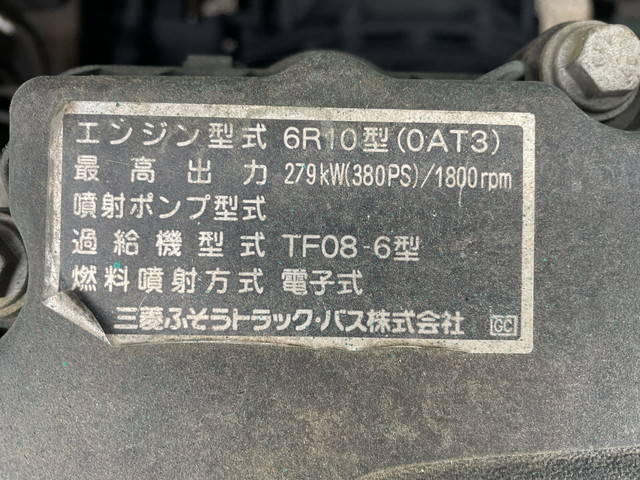 エンジン型式 6R10型(0AT3)
最高出力 279kW(380PS)/1800rpm
噴射ポンプ型式
過給機型式 TF08-6型
燃料噴射方式 電子式
三菱ふそうトラック・バス株式会社 GC